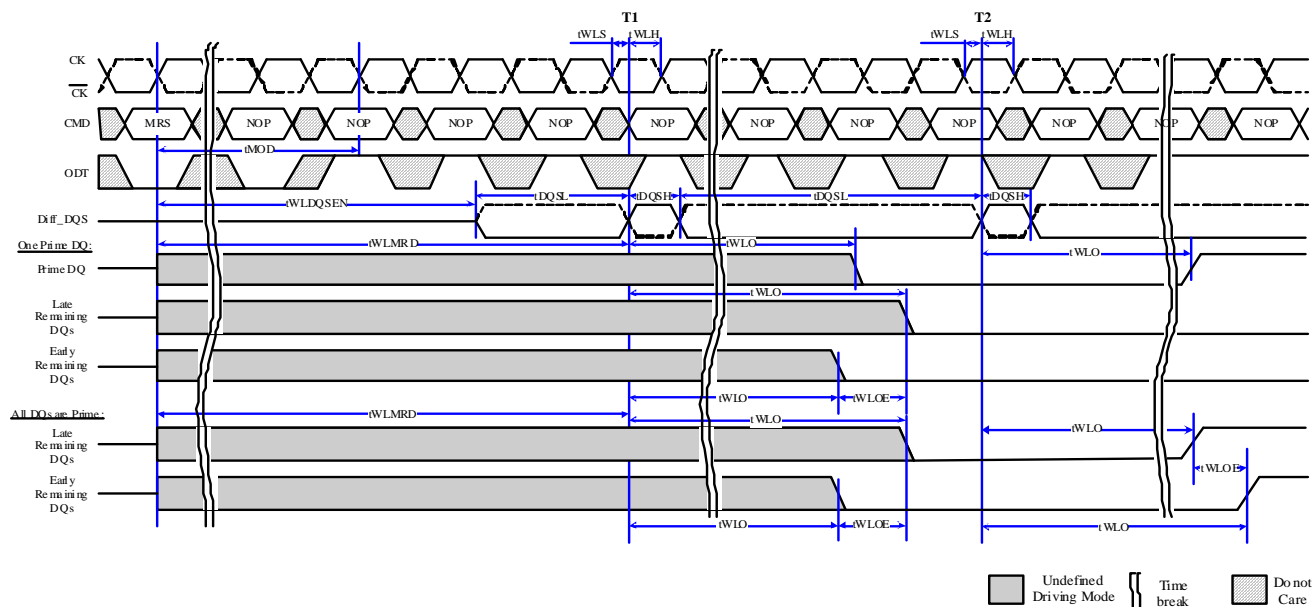 T1
T2
tWLS
tWLH
tWLS
tWLH
CK
CK
CMD
MRS
NOP
NOP
NOP
NOP
NOP
NOP
NOP
NOP
NOP
NOP
NOP
tMOD
ODT
tWLDQSEN
tDQSL
tDQSH
tDQSL
tDQSH
Diff_DQS
One Prime DQ:
tWLMRD
tWLO
Prime DQ
tWLO
Late
Remaining
DQs
tWLO
Early
Remaining
DQs
tWLO
tWLOE
All DQs are Prime:
tWLMRD
tWLO
Late
Remaining
DQs
tWLO
tWLOE
Early
Remaining
DQs
tWLO
tWLOE
tWLO
Undefined
Driving Mode
Time
break
Do not
Care